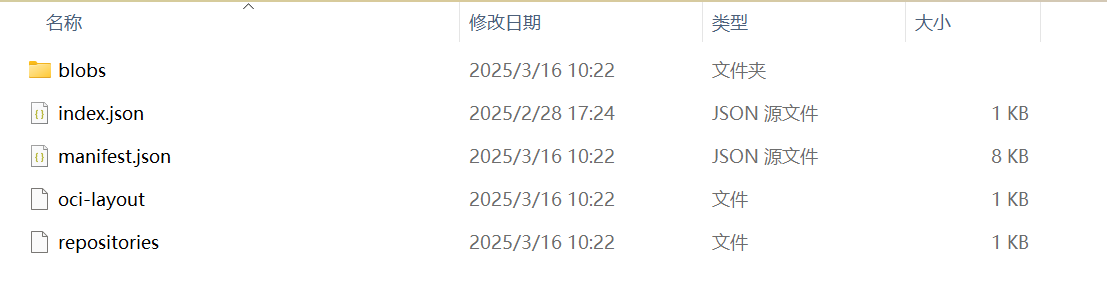 名称 修改日期 类型 大小
blobs 2025/3/16 10:22 文件夹
index.json 2025/2/28 17:24 JSON 源文件 1 KB
manifest.json 2025/3/16 10:22 JSON 源文件 8 KB
oci-layout 2025/3/16 10:22 文件 1 KB
repositories 2025/3/16 10:22 文件 1 KB